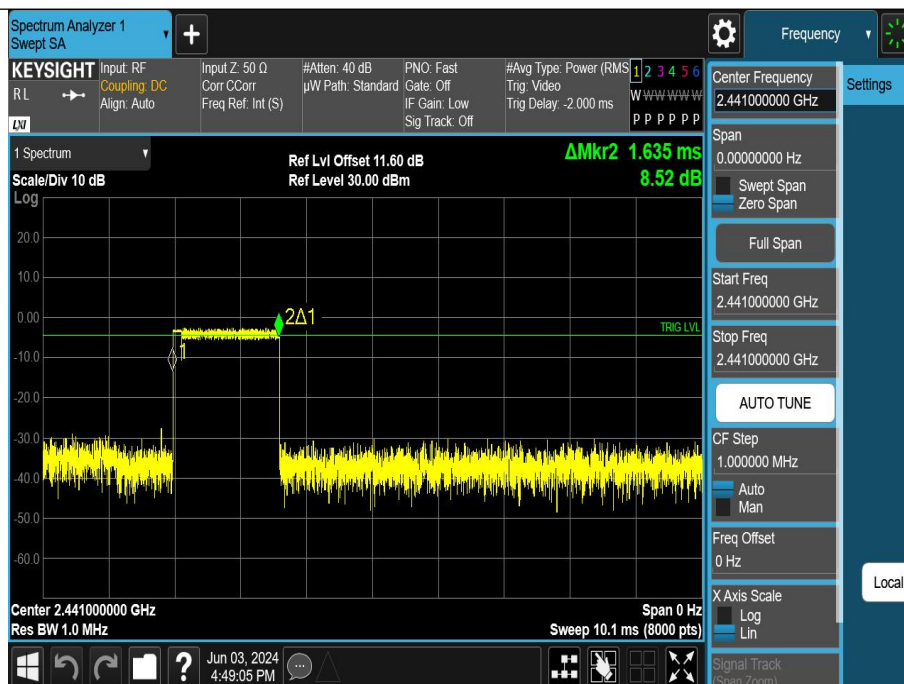 Spectrum Analyzer 1
Swept SA
Frequency
KEYSIGHT
R L
LXI
Input: RF
Coupling: DC
Align: Auto
Input Z: 50 Ω
Corr CCorr
Freq Ref: Int (S)
#Atten: 40 dB
µW Path: Standard
PNO: Fast
Gate: Off
IF Gain: Low
Sig Track: Off
#Avg Type: Power (RMS
Trig: Video
Trig Delay: -2.000 ms
1 2 3 4 5 6
W W W W W W
P P P P P P
1 Spectrum
Scale/Div 10 dB
Log
Ref Lvl Offset 11.60 dB
Ref Level 30.00 dBm
ΔMkr2 1.635 ms
8.52 dB
20.0
10.0
0.00
-10.0
-20.0
-30.0
-40.0
-50.0
-60.0
2Δ1
1
TRIG LVL
Center 2.441000000 GHz
Res BW 1.0 MHz
Span 0 Hz
Sweep 10.1 ms (8000 pts)
Center Frequency
2.441000000 GHz
Settings
Span
0.00000000 Hz
Swept Span
Zero Span
Full Span
Start Freq
2.441000000 GHz
Stop Freq
2.441000000 GHz
AUTO TUNE
CF Step
1.000000 MHz
Auto
Man
Freq Offset
0 Hz
X Axis Scale
Log
Lin
Local
Signal Track
(Span Zoom)
?
Jun 03, 2024
4:49:05 PM